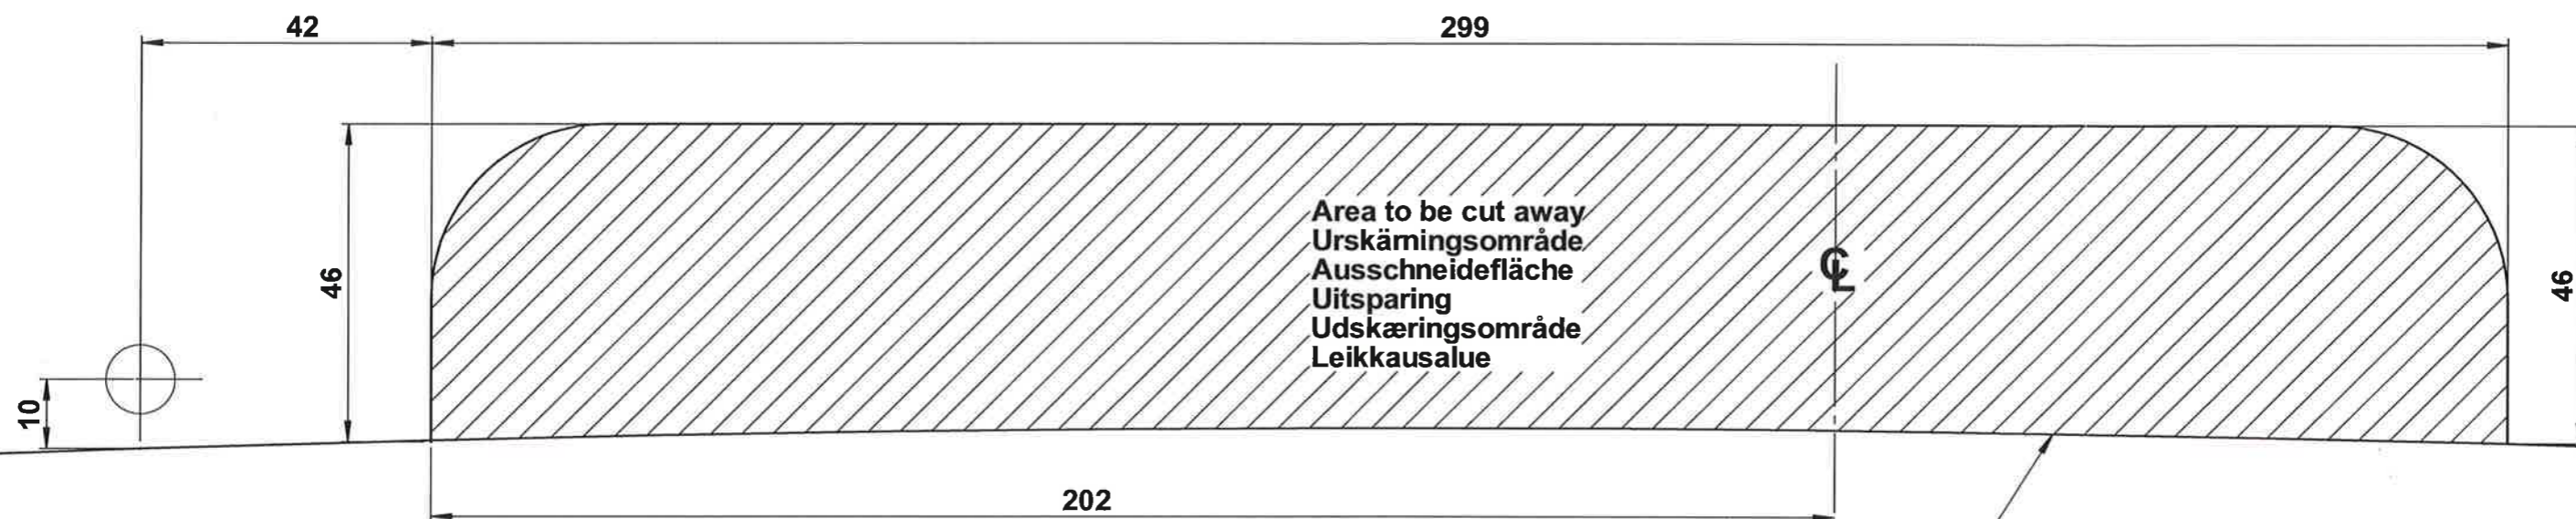 42
299
Area to be cut away
Urskärningsområde
Ausschneidefläche
Uitsparing
Udskæringsområde
Leikkausalue
℄
46
46
10
202